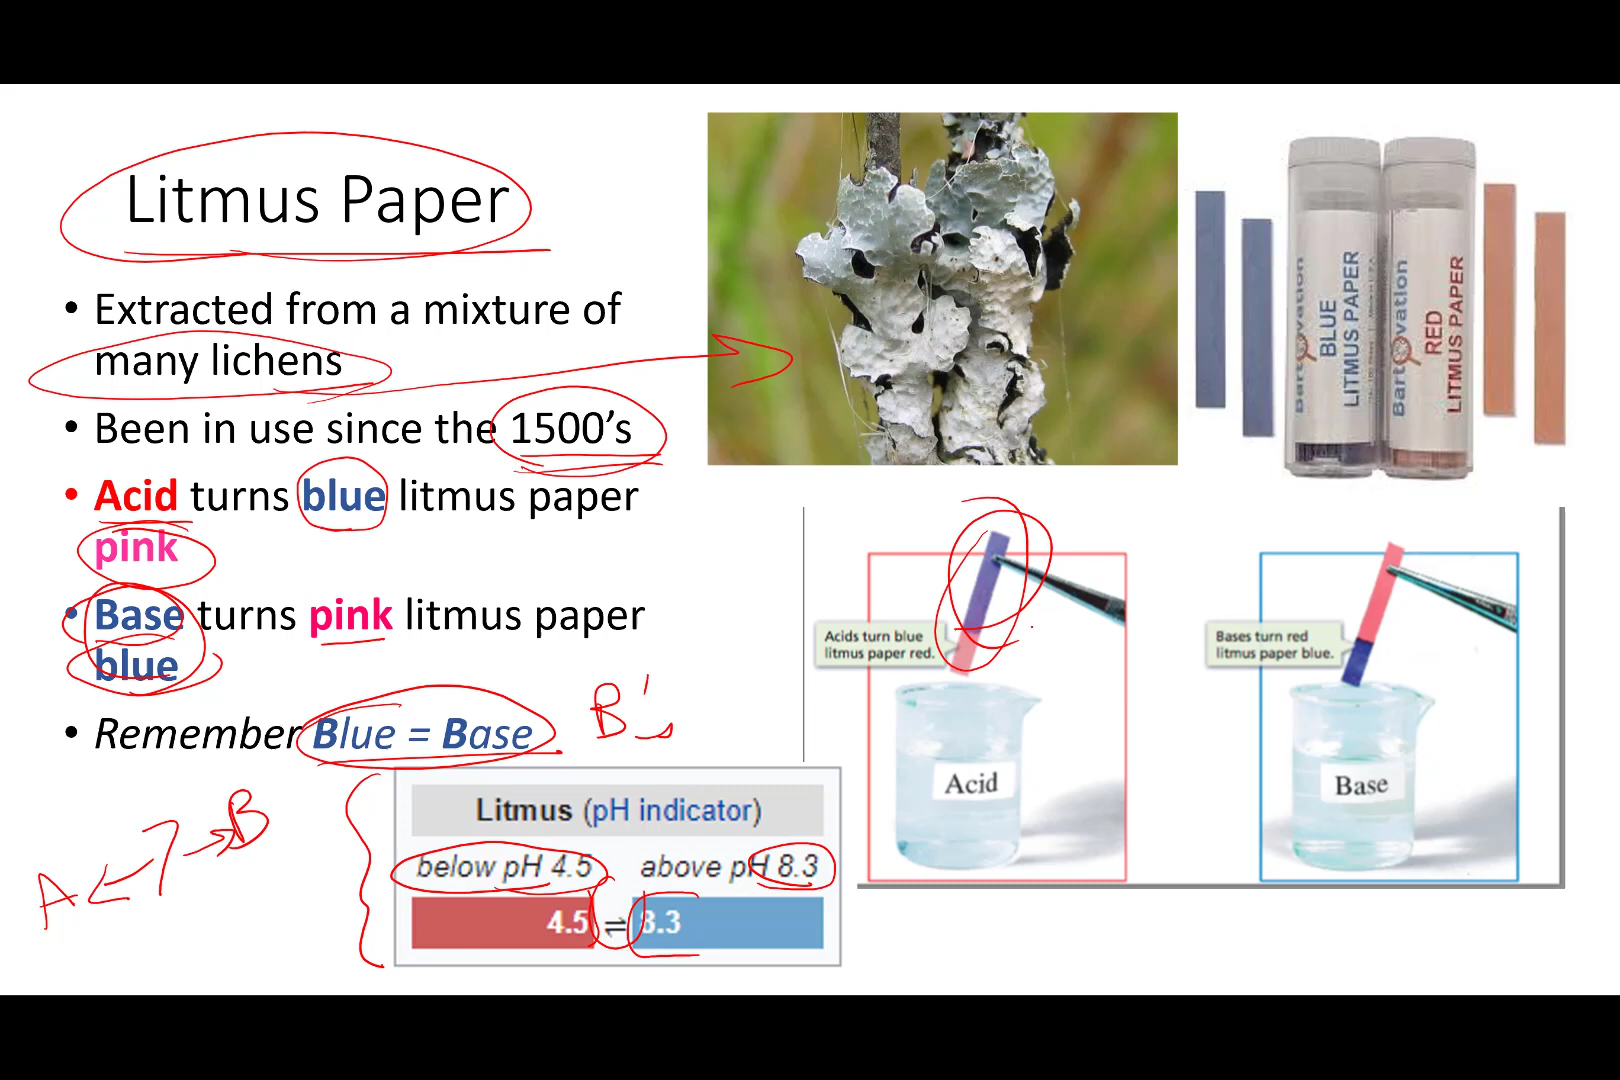 Litmus Paper
• Extracted from a mixture of
many lichens
• Been in use since the 1500's
• Acid turns blue litmus paper
pink
• Base turns pink litmus paper
blue
• Remember Blue = Base
B's
A ← 7 → B
Litmus (pH indicator)
below pH 4.5 above pH 8.3
4.5 ⇌ 8.3
Bartovation
BLUE
LITMUS PAPER
Bartovation
RED
LITMUS PAPER
Acids turn blue
litmus paper red.
Acid
Bases turn red
litmus paper blue.
Base